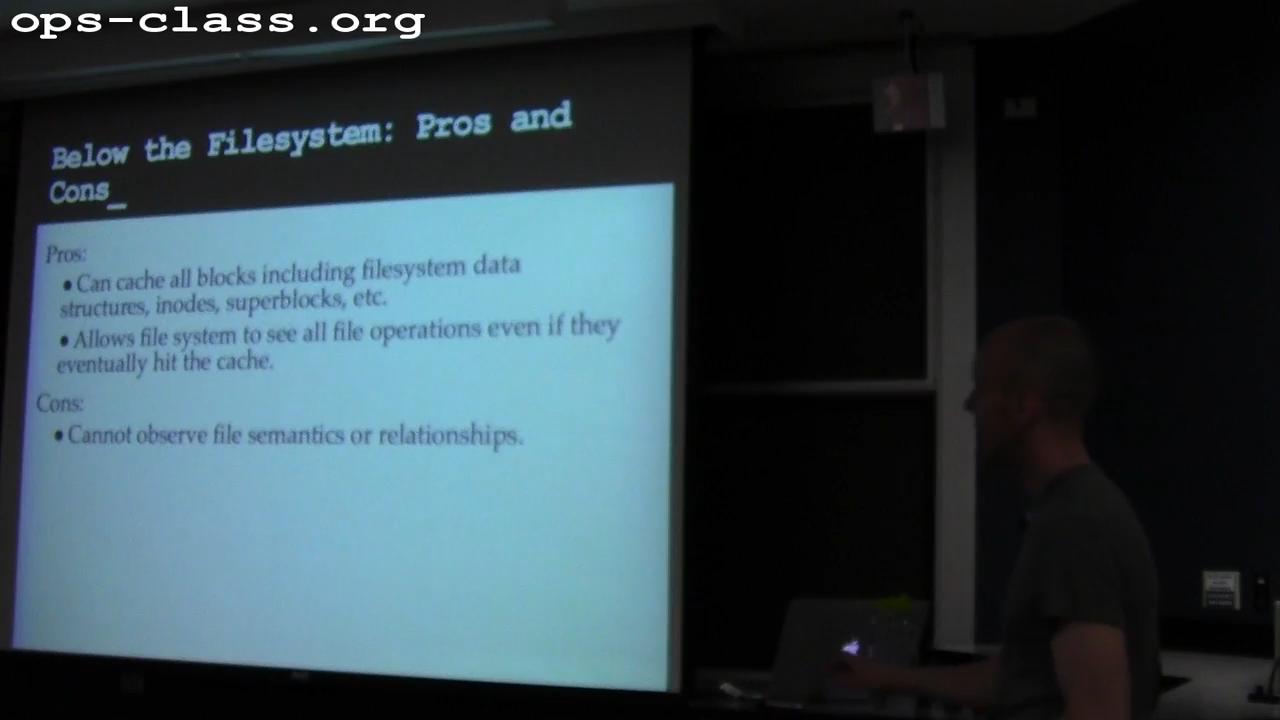 ops-class.org
Below the Filesystem: Pros and
Cons_
Pros:
• Can cache all blocks including filesystem data
structures, inodes, superblocks, etc.
• Allows file system to see all file operations even if they
eventually hit the cache.
Cons:
• Cannot observe file semantics or relationships.